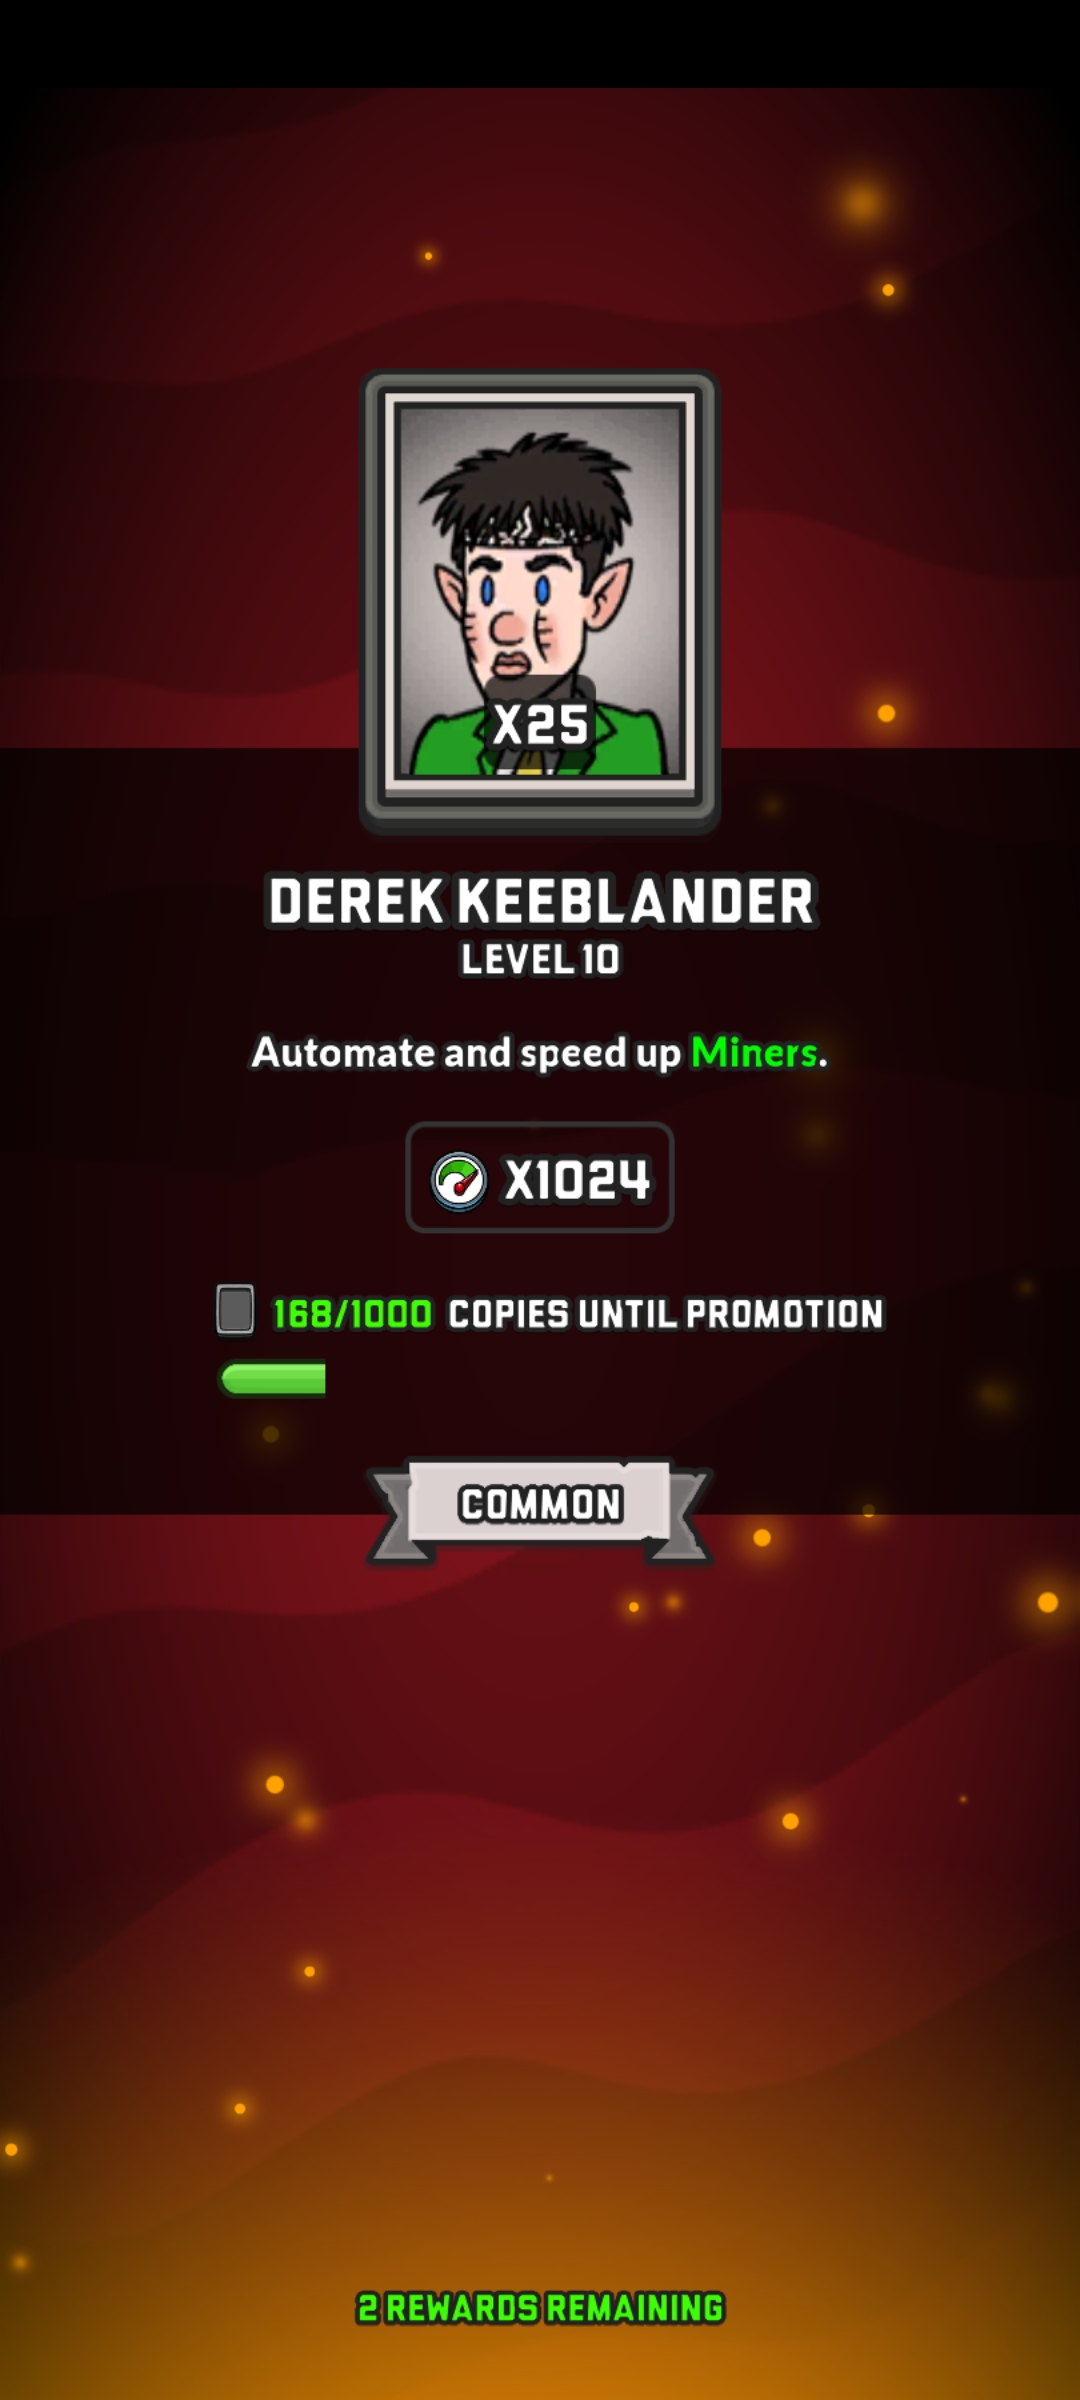 X25
DEREK KEEBLANDER
LEVEL 10
Automate and speed up Miners.
X1024
168/1000 COPIES UNTIL PROMOTION
COMMON
2 REWARDS REMAINING